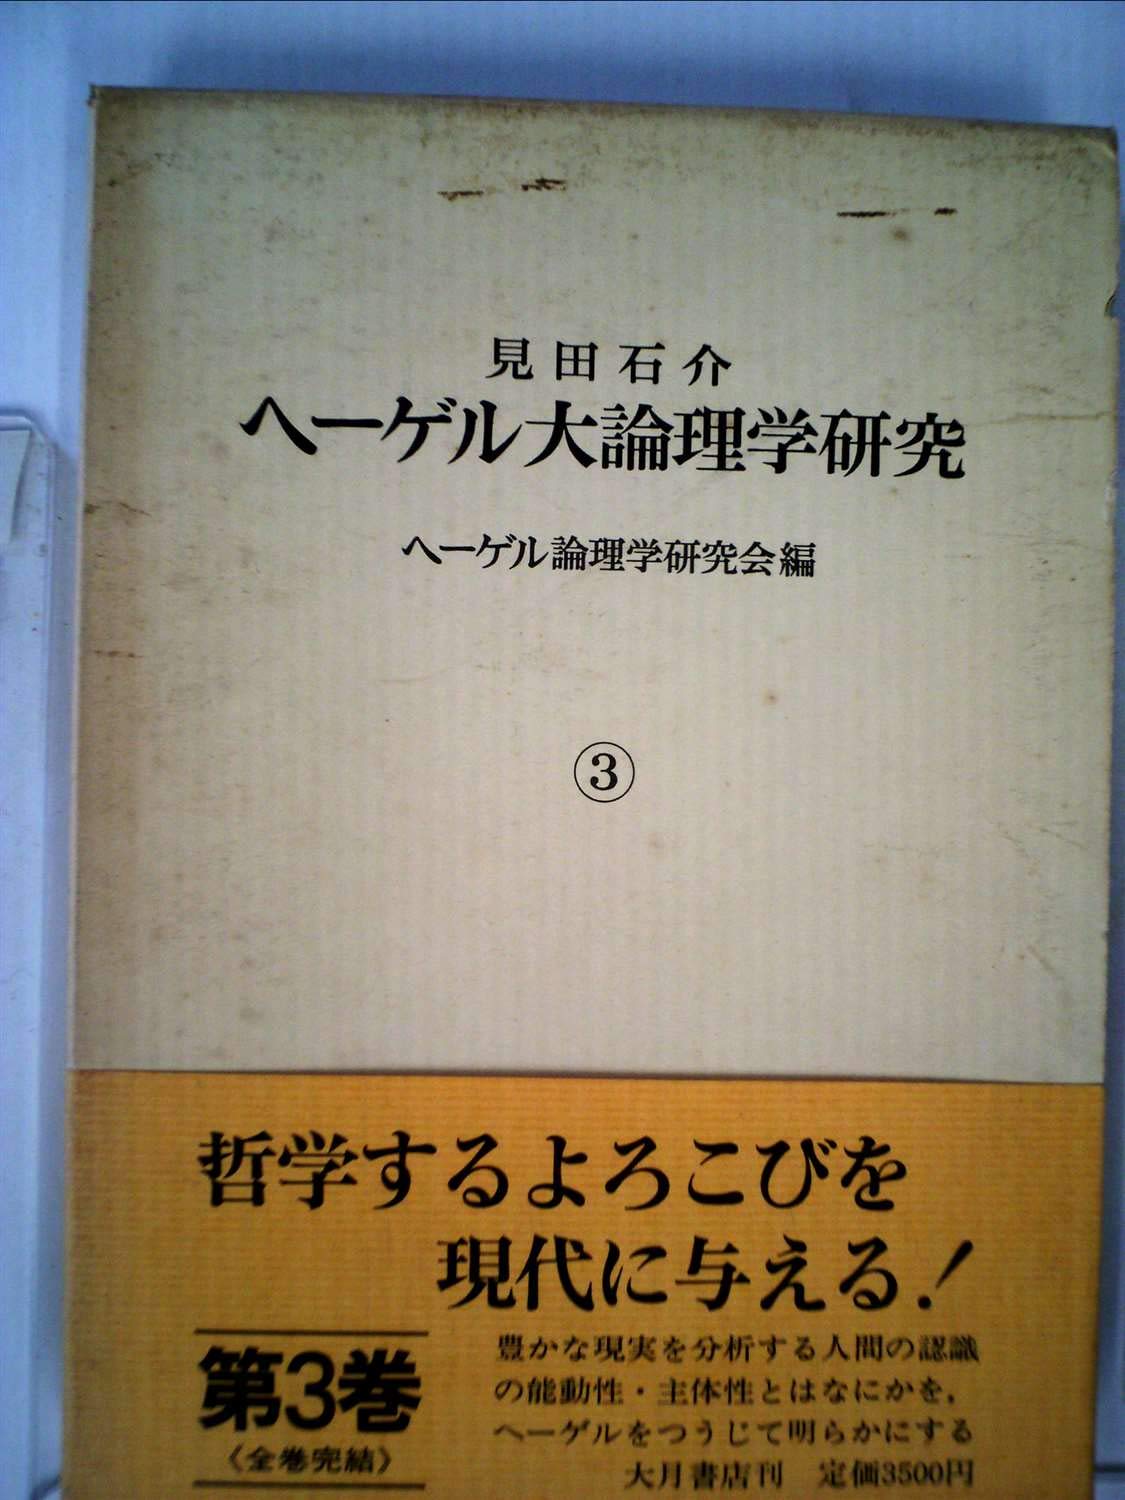 見田石介
ヘーゲル大論理学研究
ヘーゲル論理学研究会編
③
哲学するよろこびを
現代に与える!
第3巻
〈全巻完結〉
豊かな現実を分析する人間の認識
の能動性・主体性とはなにかを,
ヘーゲルをつうじて明らかにする
大月書店刊 定価3500円